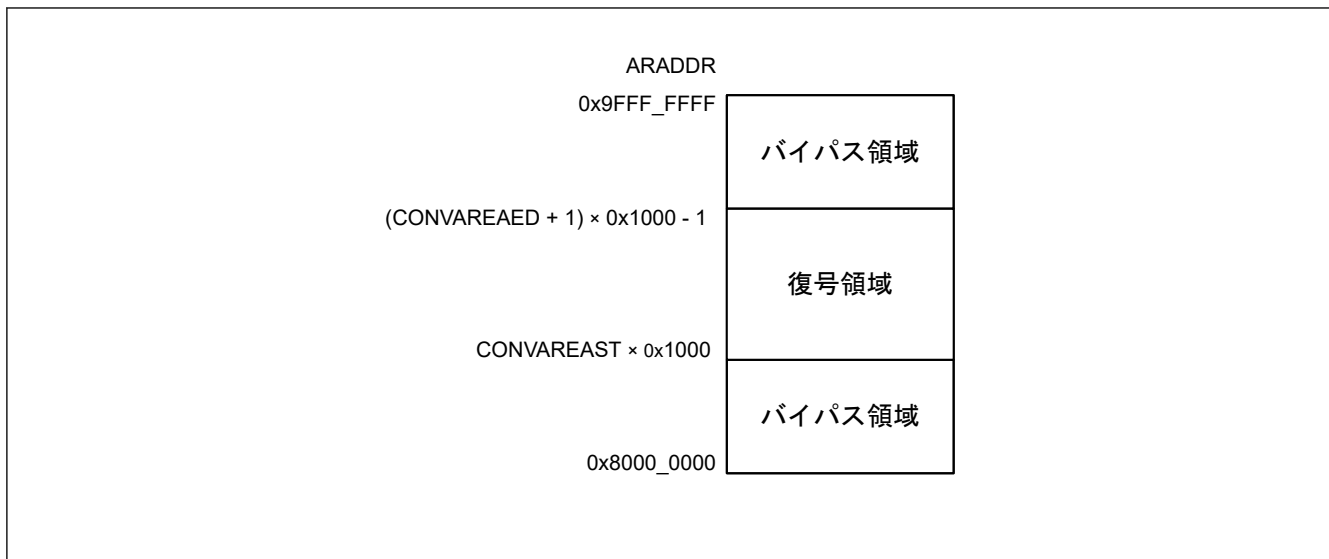 ARADDR
0x9FFF_FFFF
バイパス領域
(CONVAREAED + 1) × 0x1000 - 1
復号領域
CONVAREAST × 0x1000
バイパス領域
0x8000_0000